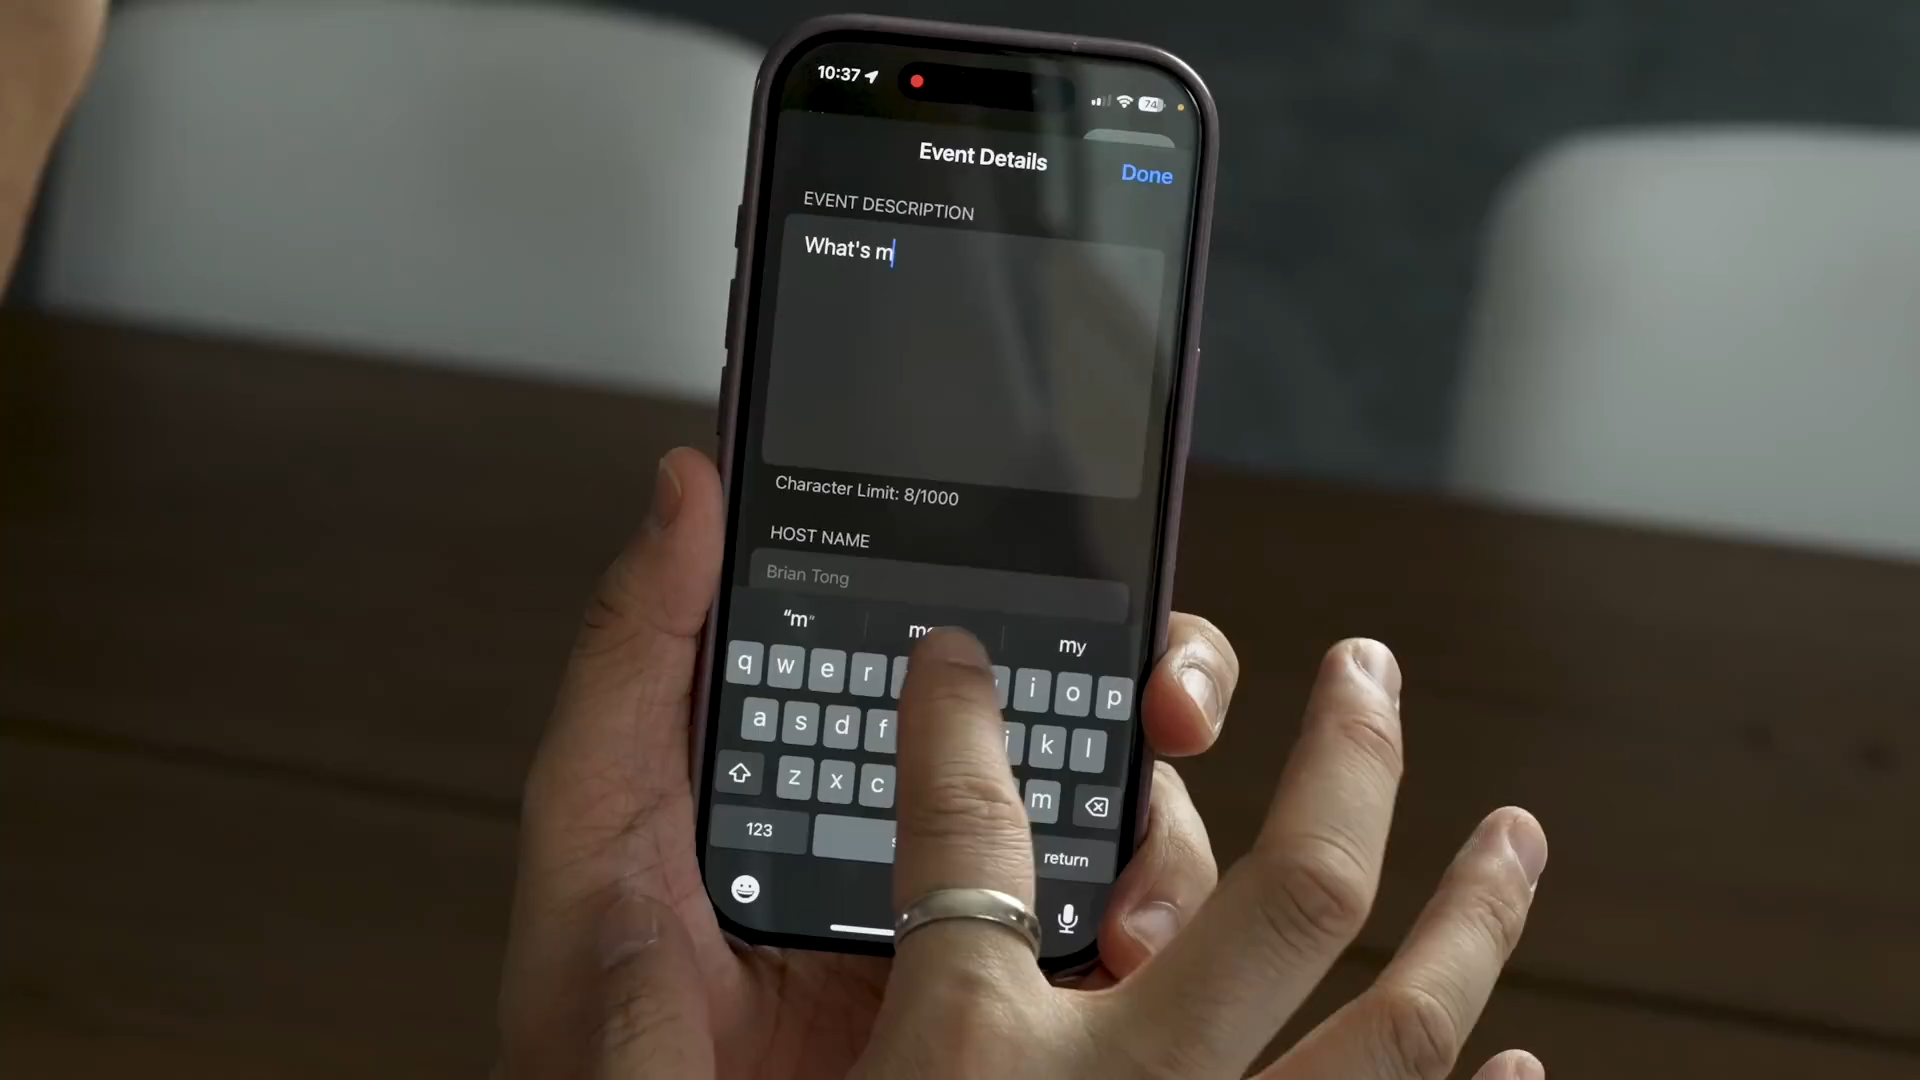 10:37
74
Event Details
Done
EVENT DESCRIPTION
What's m
Character Limit: 8/1000
HOST NAME
Brian Tong
“m” my
q w e r i o p
a s d f j k l
z x c m
123 return